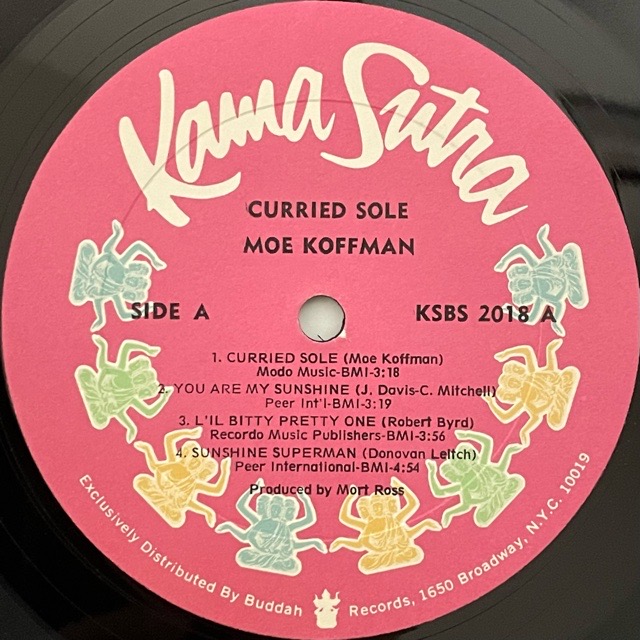 Kama Sutra
CURRIED SOLE
MOE KOFFMAN
SIDE A
KSBS 2018 A
1. CURRIED SOLE (Moe Koffman)
Modo Music-BMI-3:18
2. YOU ARE MY SUNSHINE (J. Davis-C. Mitchell)
Peer Int'l-BMI-3:19
3. L'IL BITTY PRETTY ONE (Robert Byrd)
Recordo Music Publishers-BMI-3:56
4. SUNSHINE SUPERMAN (Donovan Leitch)
Peer International-BMI-4:54
Produced by Mort Ross
Exclusively Distributed By Buddah Records, 1650 Broadway, N.Y.C. 10019